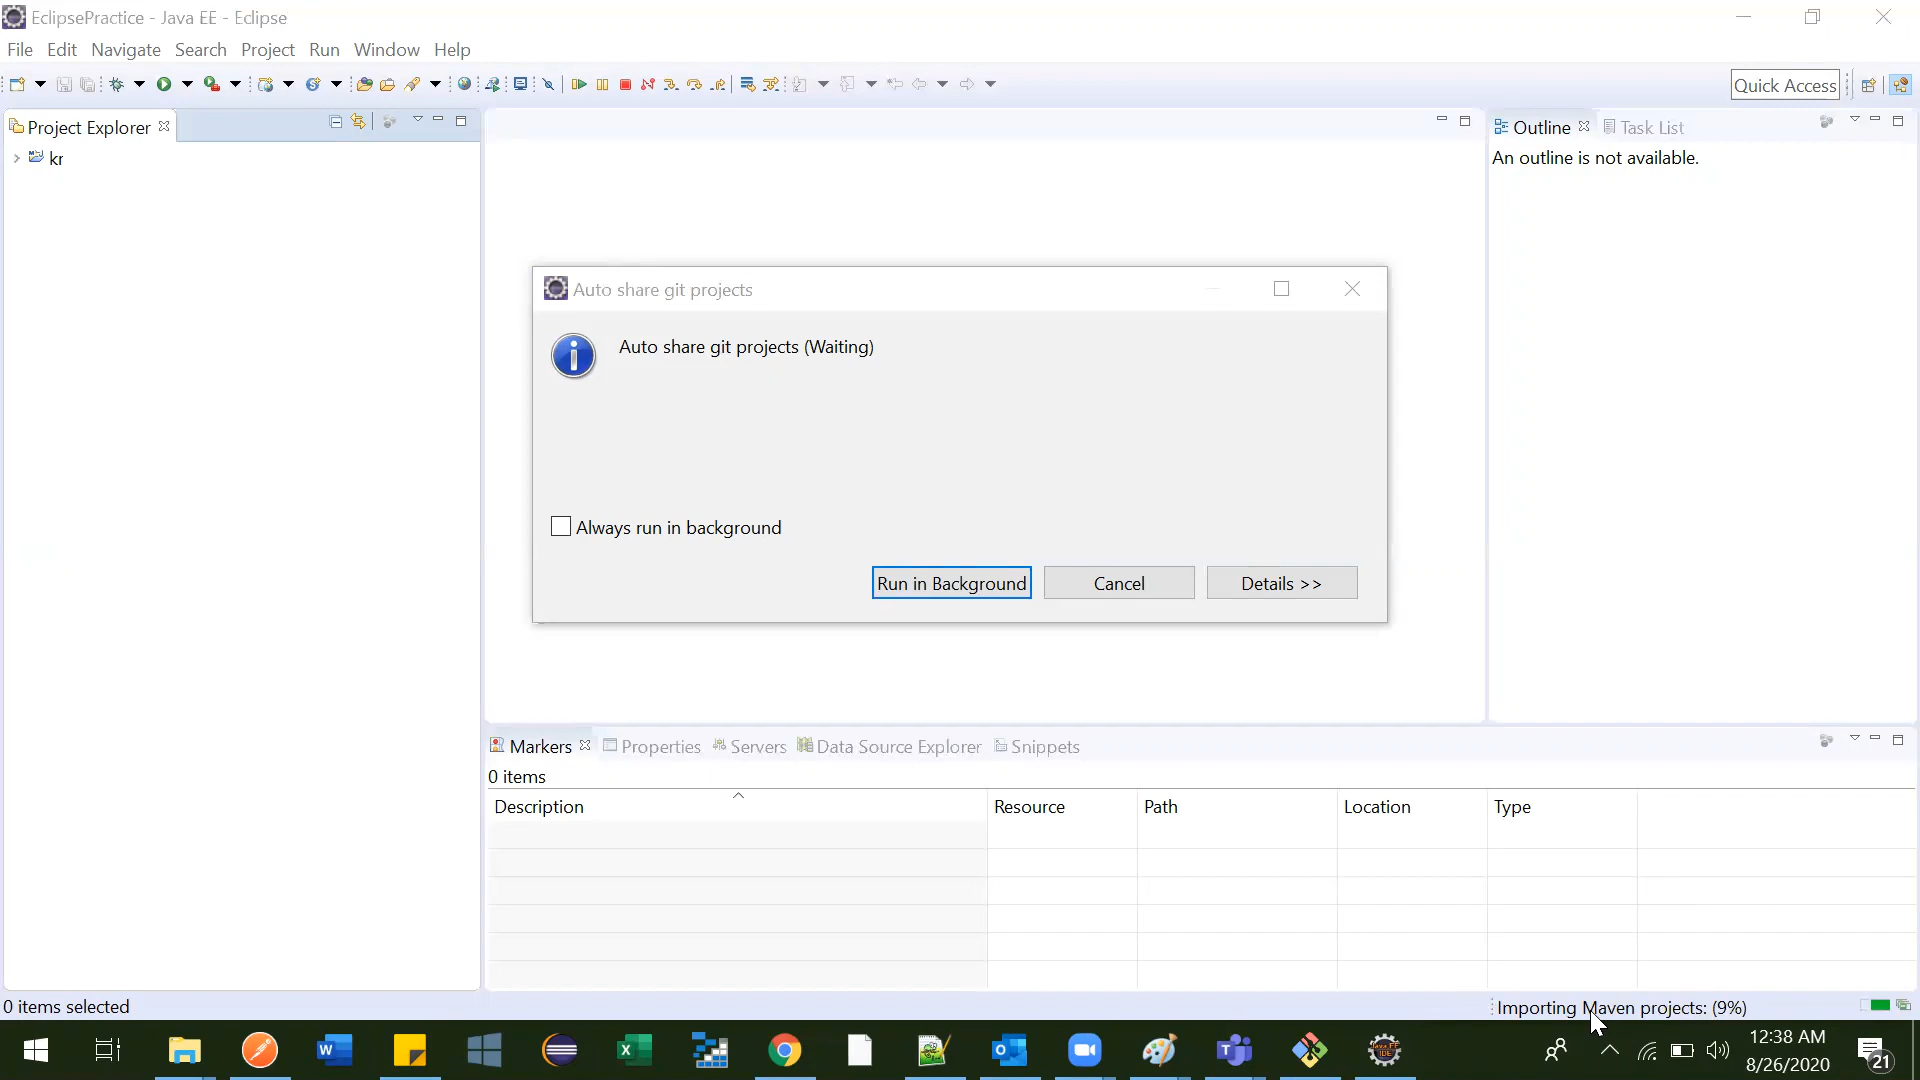 EclipsePractice - Java EE - Eclipse
File Edit Navigate Search Project Run Window Help
Quick Access
Project Explorer
kr
Outline Task List
An outline is not available.
Auto share git projects
Auto share git projects (Waiting)
Always run in background
Run in Background Cancel Details >>
Markers Properties Servers Data Source Explorer Snippets
0 items
Description Resource Path Location Type
0 items selected
Importing Maven projects: (9%)
12:38 AM
8/26/2020
21